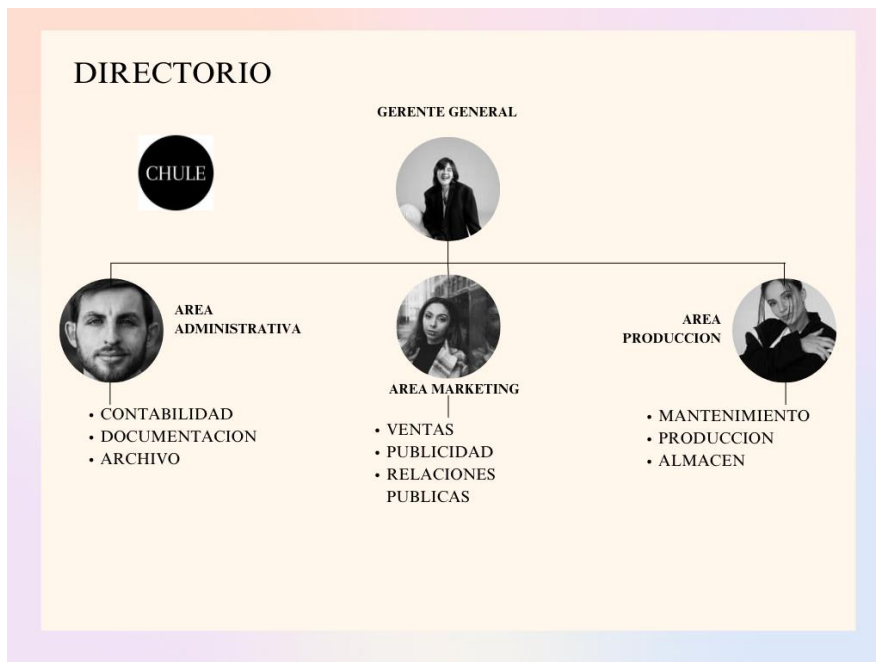 DIRECTORIO
GERENTE GENERAL
CHULE
AREA
ADMINISTRATIVA
• CONTABILIDAD
• DOCUMENTACION
• ARCHIVO
AREA MARKETING
• VENTAS
• PUBLICIDAD
• RELACIONES
PUBLICAS
AREA
PRODUCCION
• MANTENIMIENTO
• PRODUCCION
• ALMACEN